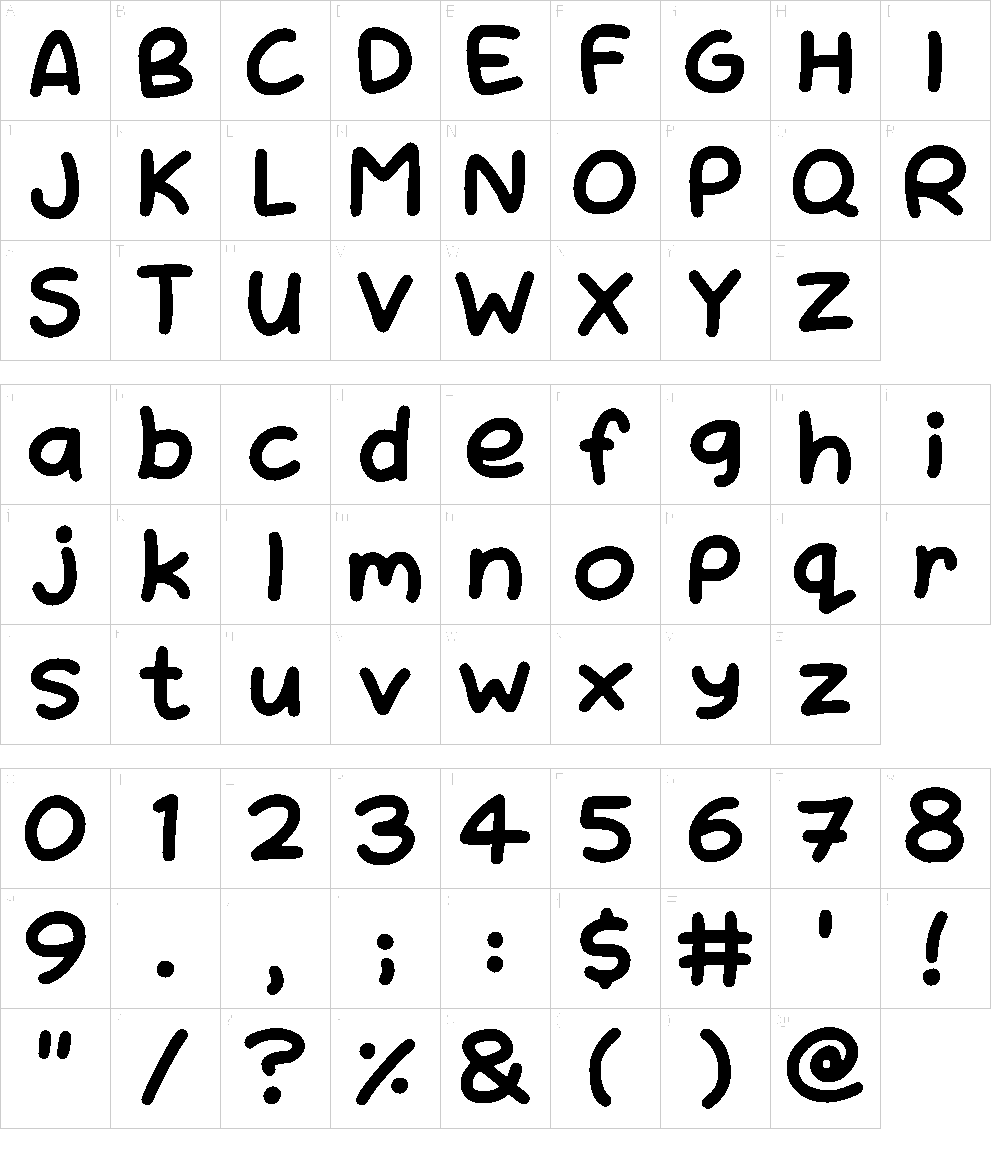 A B C D E F G H I
J K L M N O P Q R
S T U V W X Y Z
a b c d e f g h i
j k l m n o p q r
s t u v w x y z
0 1 2 3 4 5 6 7 8
9 . , ; : $ # ' !
" / ? % & ( ) @